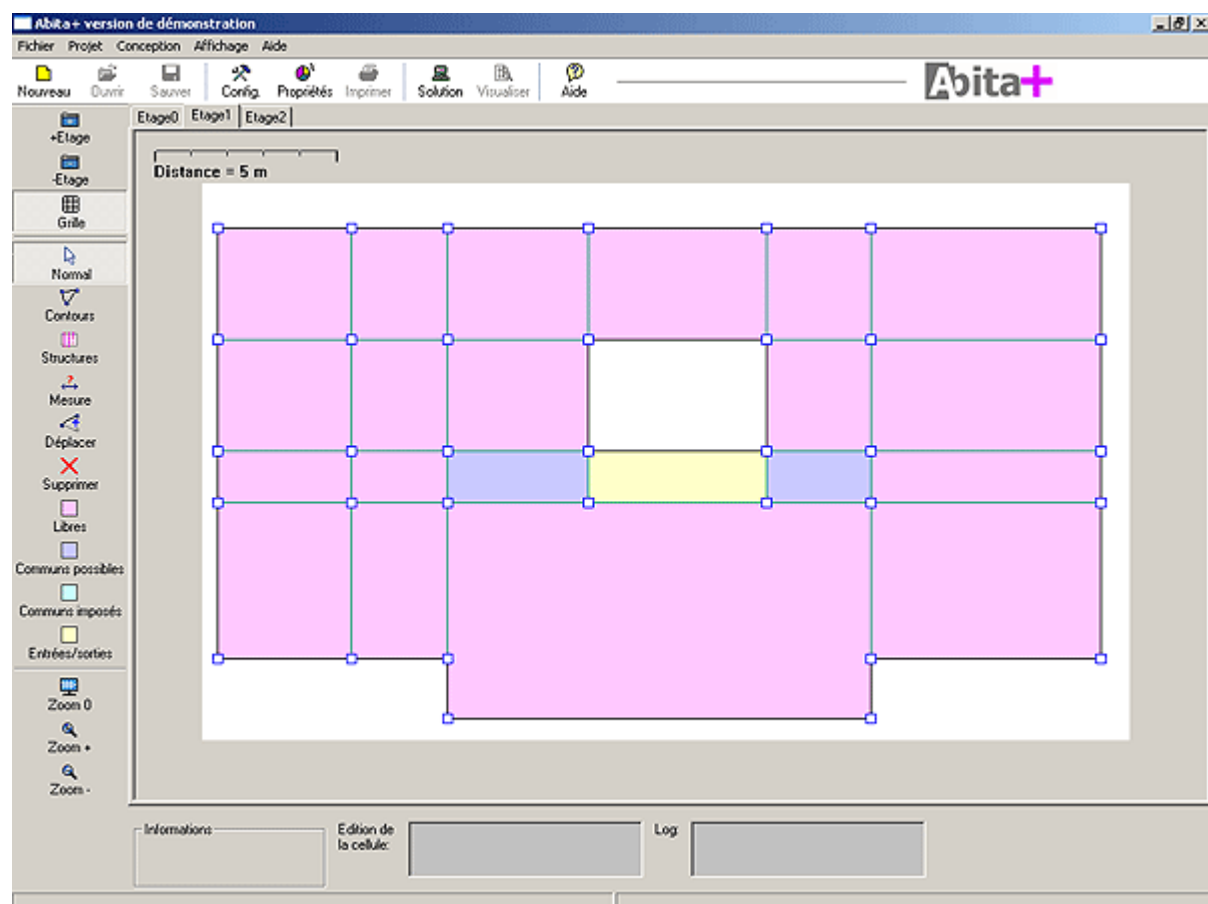 Abita+ version de démonstration
Fichier Projet Conception Affichage Aide
Nouveau Ouvrir Sauver Config. Propriétés Imprimer Solution Visualiser Aide
Abita+
Etage0 Etage1 Etage2
+Etage
-Etage
Grille
Normal
Contours
Structures
Mesure
Déplacer
Supprimer
Libres
Communs possibles
Communs imposés
Entrées/sorties
Zoom 0
Zoom +
Zoom -
Distance = 5 m
Informations
Edition de
la cellule:
Log: